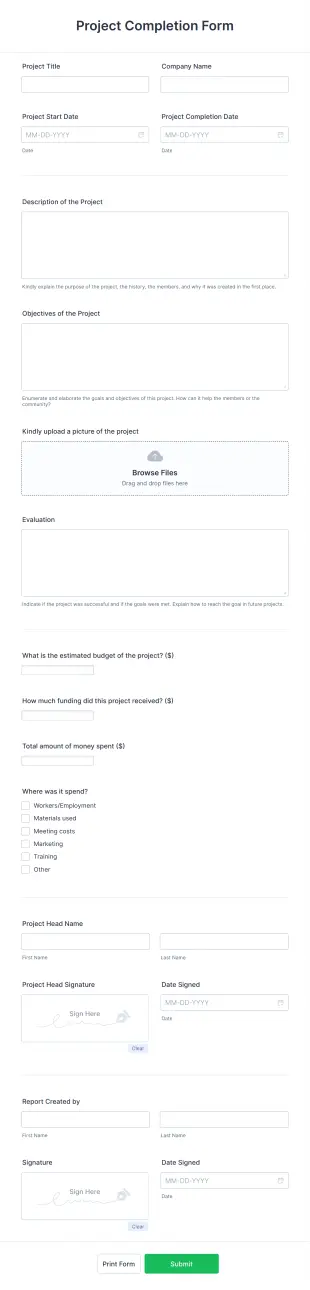 Project Completion Form
Project Title
Company Name
Project Start Date
Project Completion Date
MM-DD-YYYY
MM-DD-YYYY
Date
Date
Description of the Project
Kindly explain the purpose of the project, the history, the members, and why it was created in the first place.
Objectives of the Project
Enumerate and elaborate the goals and objectives of this project. How can it help the members or the
community?
Kindly upload a picture of the project
Browse Files
Drag and drop files here
Evaluation
Indicate if the project was successful and if the goals were met. Explain how to reach the goal in future projects
What is the estimated budget of the project? ($)
How much funding did this project received? ($)
Total amount of money spent ($)
Where was it spend?
Workers/Employment
Materials used
Meeting costs
Marketing
Training
Other
Project Head Name
First Name
Last Name
Project Head Signature
Date Signed
Sign Here
MM-DD-YYYY
Date
Clear
Report Created by
First Name
Last Name
Signature
Date Signed
Sign Here
MM-DD-YYYY
Date
Clear
Print Form
Submit